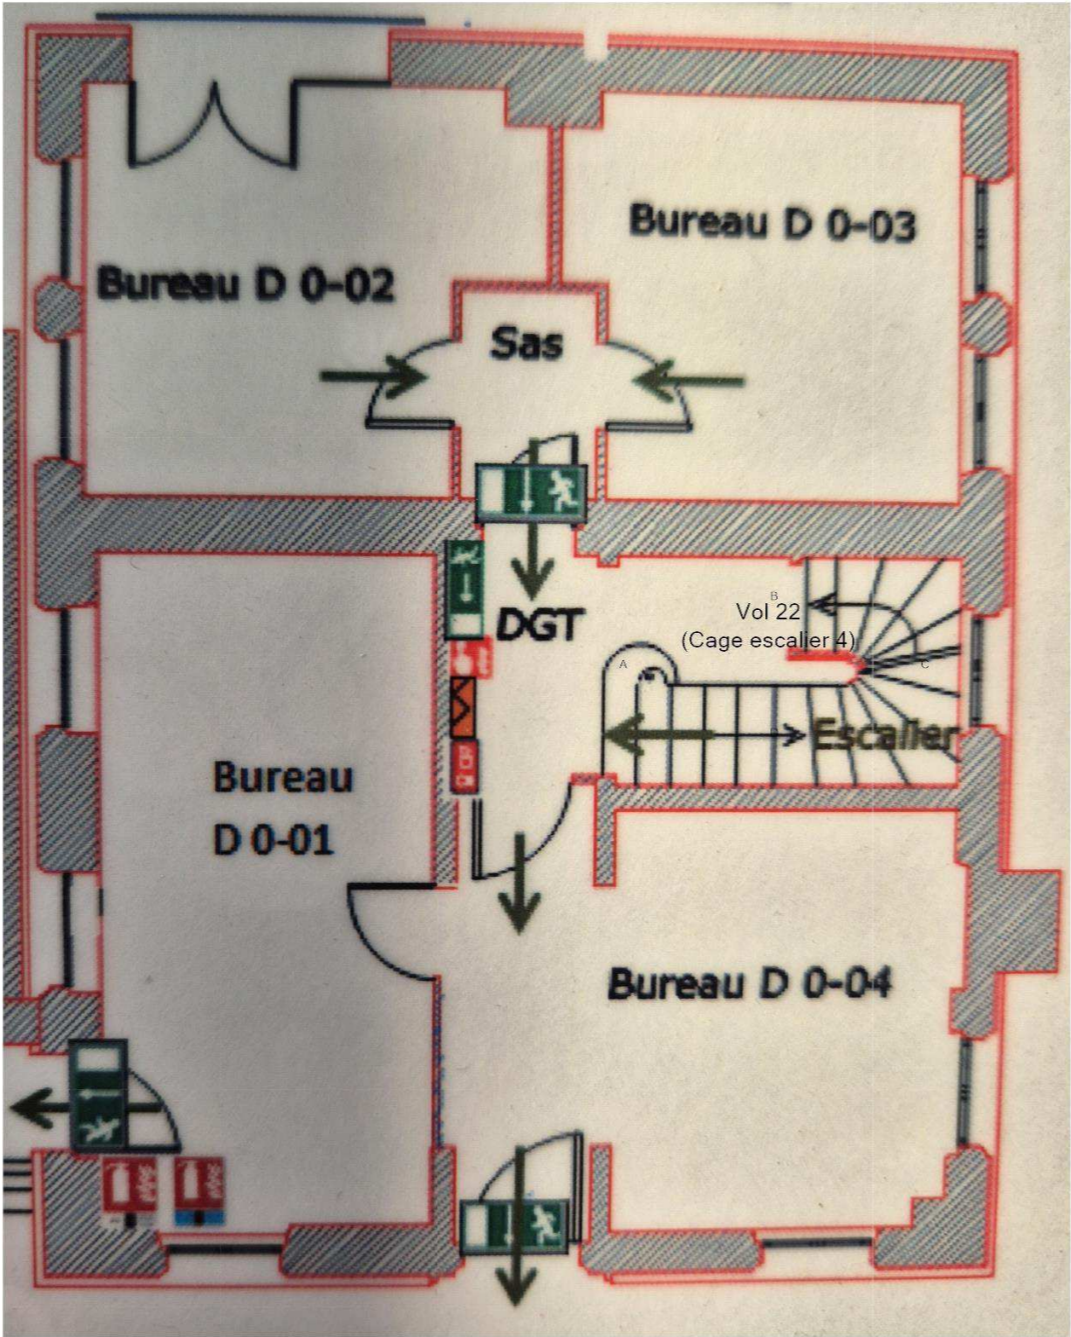 Bureau D 0-03
Bureau D 0-02
Sas
DGT
B
Vol 22
(Cage escalier 4)
A
C
Escalier
Bureau
D 0-01
Bureau D 0-04